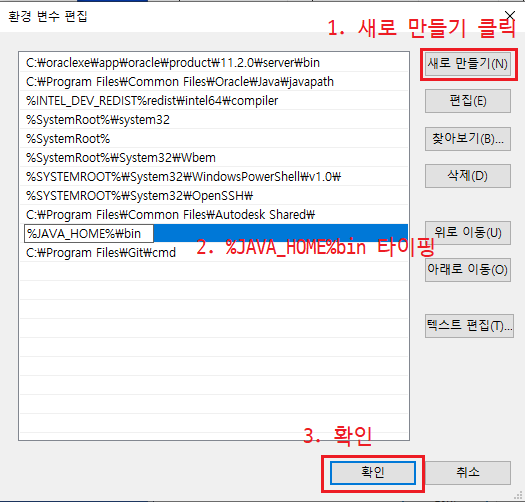 환경 변수 편집
1. 새로 만들기 클릭
C:₩oraclexe₩app₩oracle₩product₩11.2.0₩server₩bin
새로 만들기(N)
C:₩Program Files₩Common Files₩Oracle₩Java₩javapath
%INTEL_DEV_REDIST%redist₩intel64₩compiler
편집(E)
%SystemRoot%₩system32
%SystemRoot%
찾아보기(B)...
%SystemRoot%₩System32₩Wbem
%SYSTEMROOT%₩System32₩WindowsPowerShell₩v1.0₩
삭제(D)
%SYSTEMROOT%₩System32₩OpenSSH₩
C:₩Program Files₩Common Files₩Autodesk Shared₩
%JAVA_HOME%₩bin
위로 이동(U)
C:₩Program Files₩Git₩cmd
2. %JAVA_HOME%bin 타이핑
아래로 이동(O)
텍스트 편집(T)...
3. 확인
확인
취소